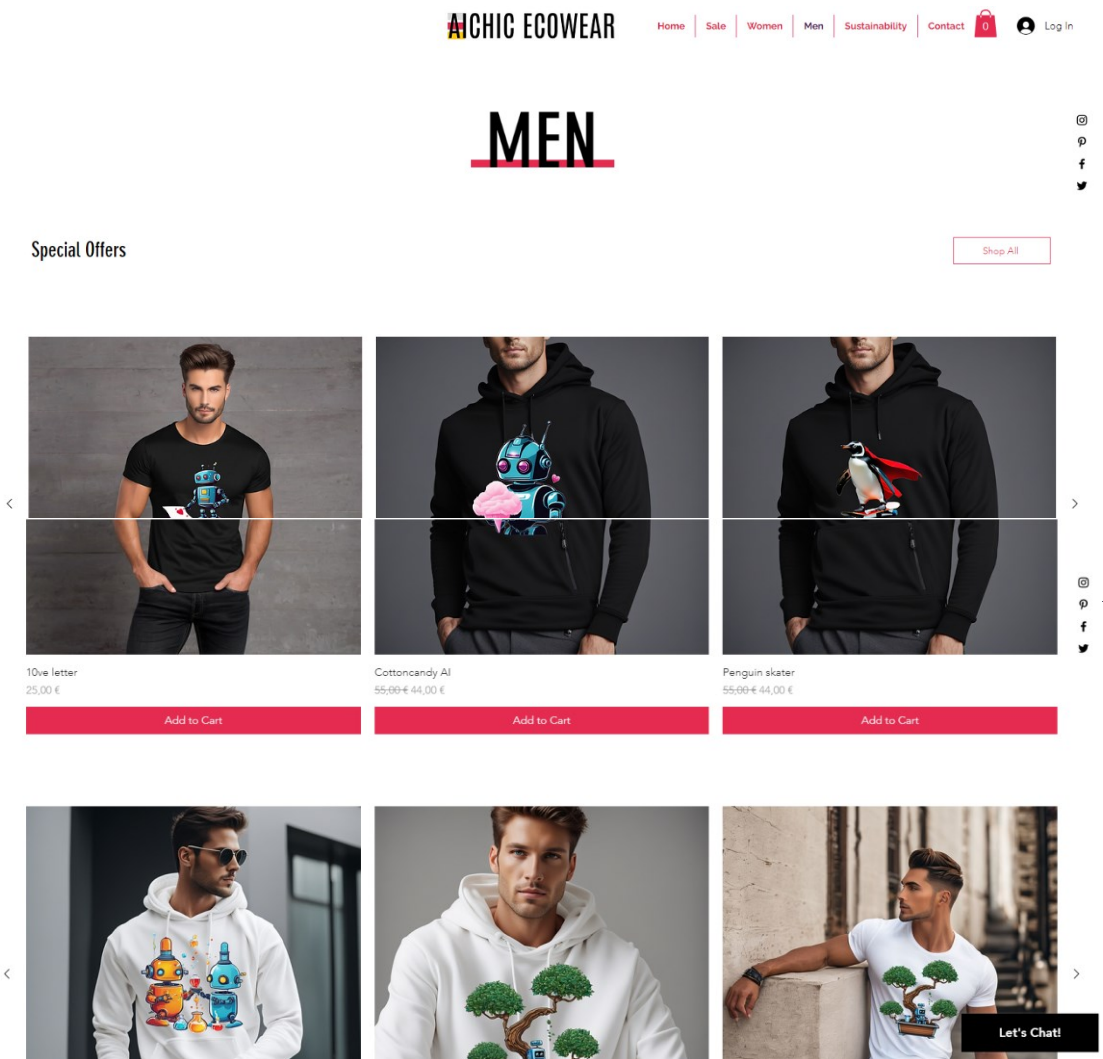 AICHIC ECOWEAR
Home
Sale
Women
Men
Sustainability
Contact
0
Log In
MEN
Special Offers
Shop All
10ve letter
25,00 €
Add to Cart
Cottoncandy AI
55,00 € 44,00 €
Add to Cart
Penguin skater
55,00 € 44,00 €
Add to Cart
Let's Chat!